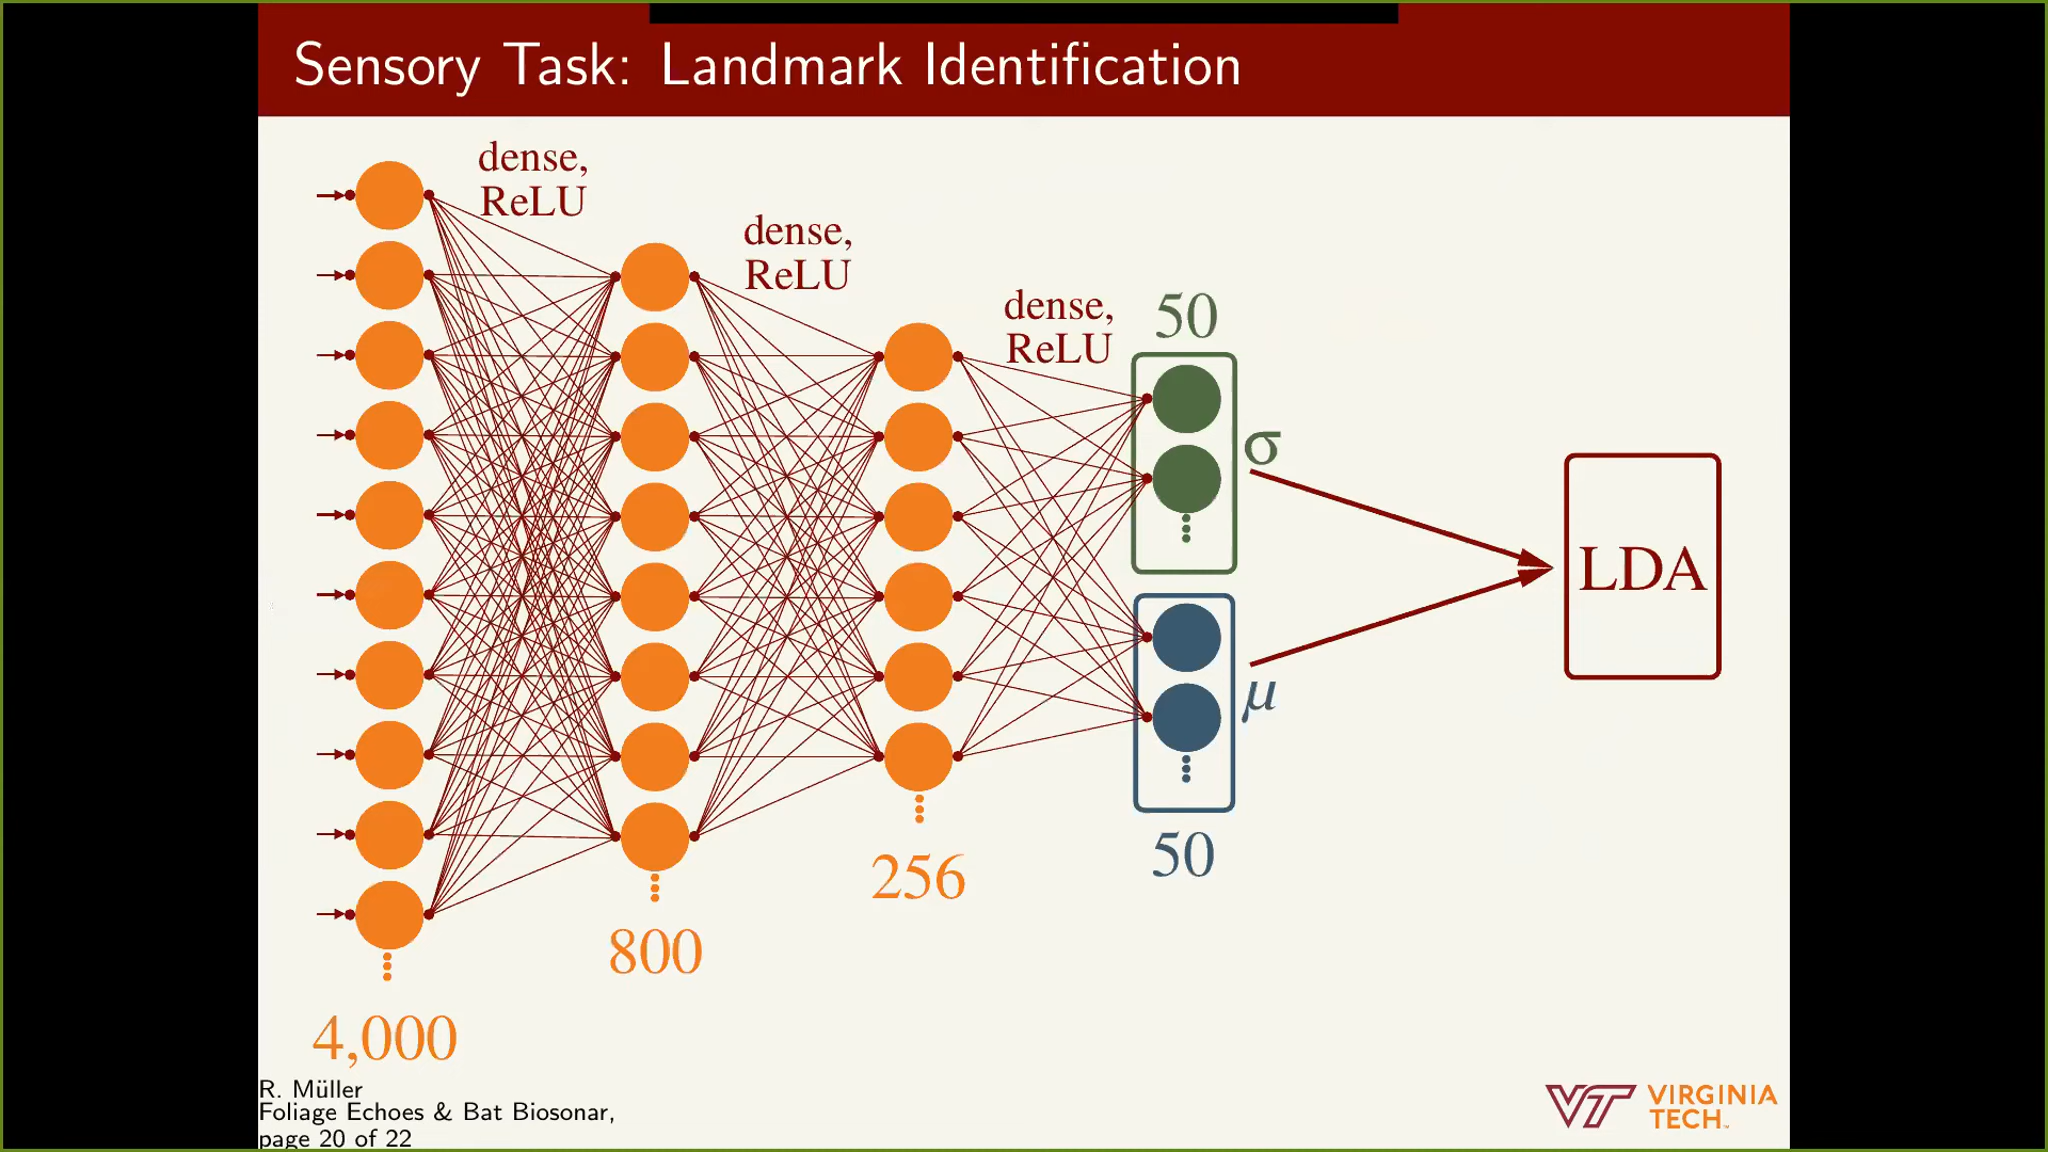 Sensory Task: Landmark Identification
dense,
ReLU
dense,
ReLU
dense,
ReLU
50
σ
LDA
μ
50
256
800
4,000
R. Müller
Foliage Echoes & Bat Biosonar,
page 20 of 22
VT VIRGINIA
TECH